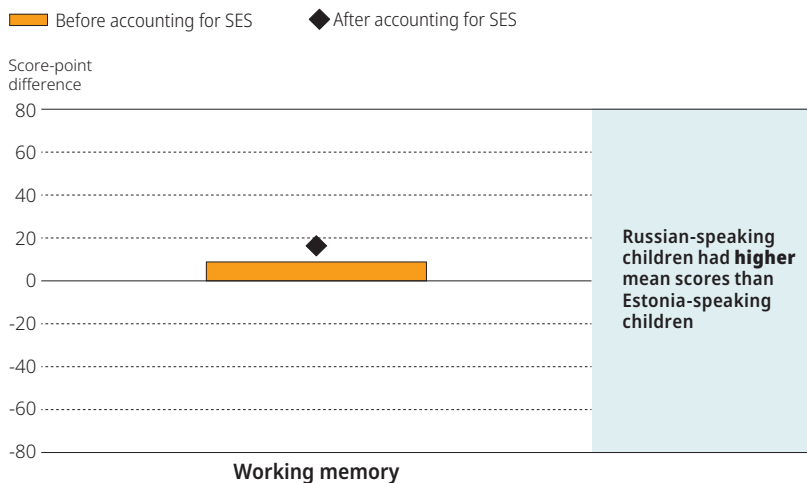 Before accounting for SES
After accounting for SES
Score-point
difference
80
60
40
20
0
-20
-40
-60
-80
Russian-speaking
children had higher
mean scores than
Estonia-speaking
children
Working memory